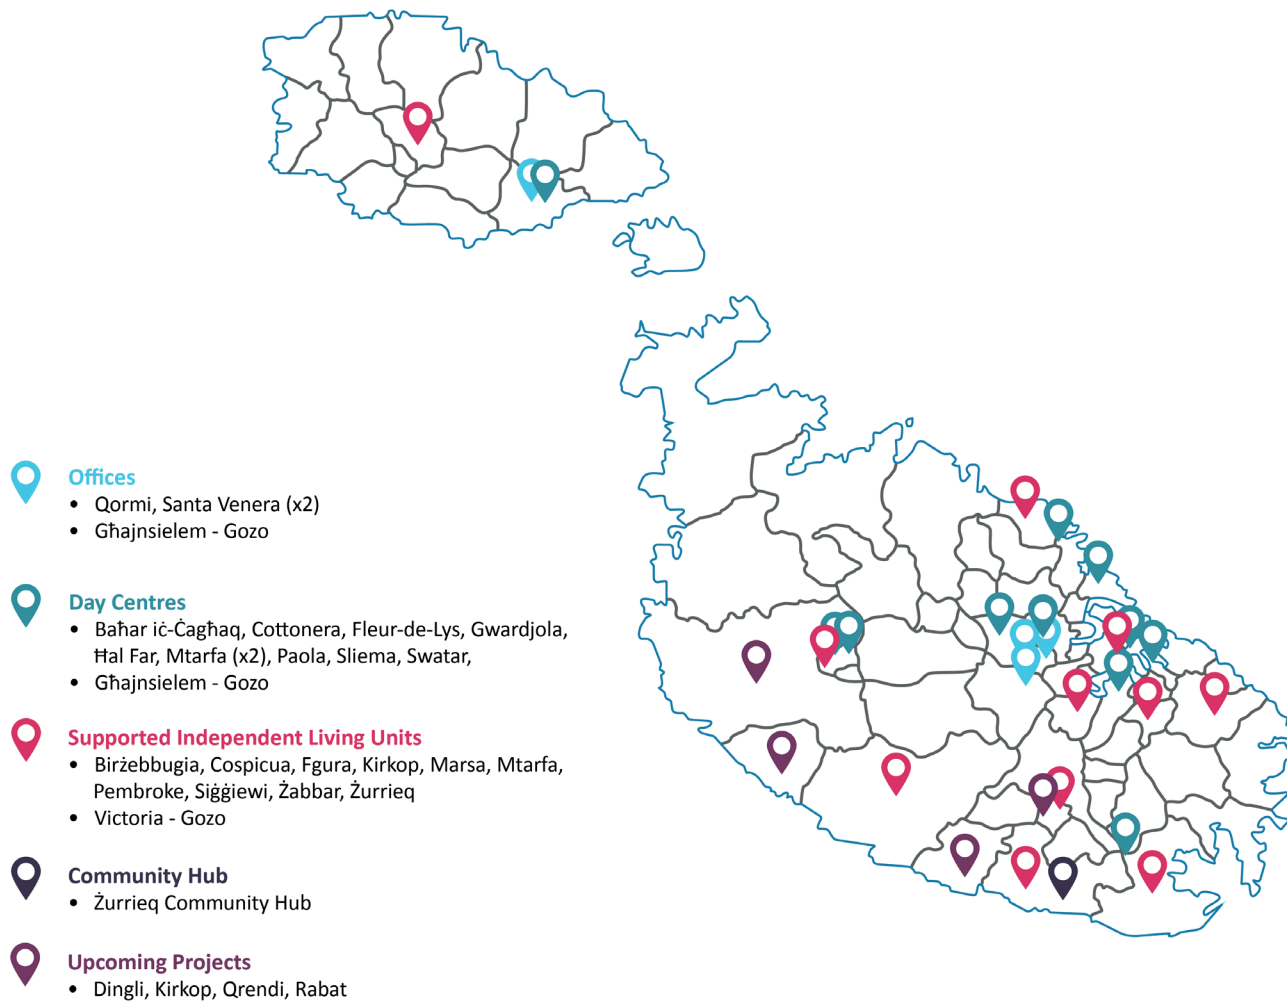 Offices
• Qormi, Santa Venera (x2)
• Għajnsielem - Gozo
Day Centres
• Baħar iċ-Ċagħaq, Cottonera, Fleur-de-Lys, Gwardjola,
Ħal Far, Mtarfa (x2), Paola, Sliema, Swatar,
• Għajnsielem - Gozo
Supported Independent Living Units
• Birżebbugia, Cospicua, Fgura, Kirkop, Marsa, Mtarfa,
Pembroke, Siġġiewi, Żabbar, Żurrieq
• Victoria - Gozo
Community Hub
• Żurrieq Community Hub
Upcoming Projects
• Dingli, Kirkop, Qrendi, Rabat